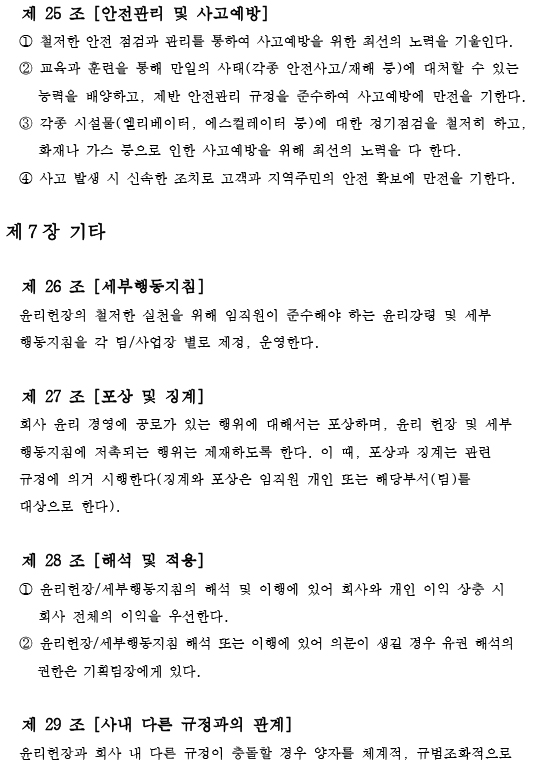 제 25 조 [안전관리 및 사고예방]
① 철저한 안전 점검과 관리를 통하여 사고예방을 위한 최선의 노력을 기울인다.
② 교육과 훈련을 통해 만일의 사태(각종 안전사고/재해 등)에 대처할 수 있는
능력을 배양하고, 제반 안전관리 규정을 준수하여 사고예방에 만전을 기한다.
③ 각종 시설물(엘리베이터, 에스컬레이터 등)에 대한 정기점검을 철저히 하고,
화재나 가스 등으로 인한 사고예방을 위해 최선의 노력을 다 한다.
④ 사고 발생 시 신속한 조치로 고객과 지역주민의 안전 확보에 만전을 기한다.
제 7 장 기타
제 26 조 [세부행동지침]
윤리헌장의 철저한 실천을 위해 임직원이 준수해야 하는 윤리강령 및 세부
행동지침을 각 팀/사업장 별로 제정, 운영한다.
제 27 조 [포상 및 징계]
회사 윤리 경영에 공로가 있는 행위에 대해서는 포상하며, 윤리 헌장 및 세부
행동지침에 저촉되는 행위는 제재하도록 한다. 이 때, 포상과 징계는 관련
규정에 의거 시행한다(징계와 포상은 임직원 개인 또는 해당부서(팀)를
대상으로 한다).
제 28 조 [해석 및 적용]
① 윤리헌장/세부행동지침의 해석 및 이행에 있어 회사와 개인 이익 상충 시
회사 전체의 이익을 우선한다.
② 윤리헌장/세부행동지침 해석 또는 이행에 있어 의문이 생길 경우 유권 해석의
권한은 기획팀장에게 있다.
제 29 조 [사내 다른 규정과의 관계]
윤리헌장과 회사 내 다른 규정이 충돌할 경우 양자를 체계적, 규범조화적으로